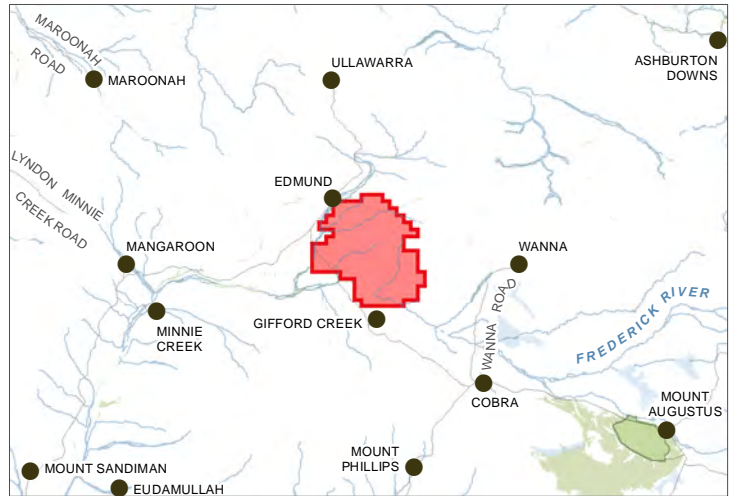 MAROONAH
ROAD
MAROONAH
ULLAWARRA
ASHBURTON
DOWNS
LYNDON MINNIE
CREEK ROAD
EDMUND
MANGAROON
WANNA
MINNIE
CREEK
GIFFORD CREEK
WANNA ROAD
FREDERICK RIVER
COBRA
MOUNT
AUGUSTUS
MOUNT
PHILLIPS
MOUNT SANDIMAN
EUDAMULLAH